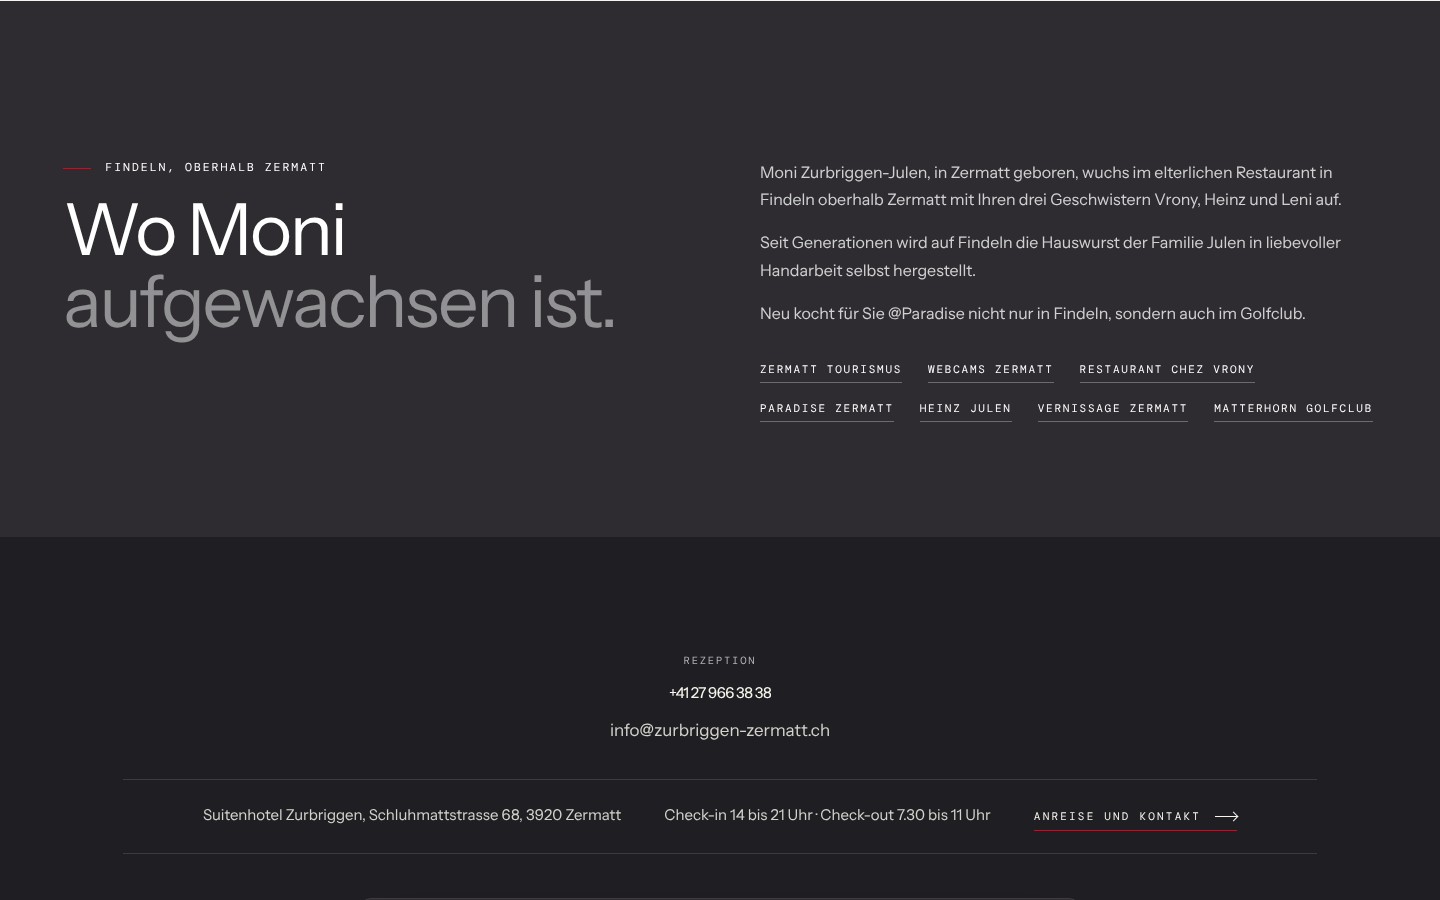 FINDELN, OBERHALB ZERMATT
Wo Moni
aufgewachsen ist.
Moni Zurbriggen-Julen, in Zermatt geboren, wuchs im elterlichen Restaurant in
Findeln oberhalb Zermatt mit Ihren drei Geschwistern Vrony, Heinz und Leni auf.
Seit Generationen wird auf Findeln die Hauswurst der Familie Julen in liebevoller
Handarbeit selbst hergestellt.
Neu kocht für Sie @Paradise nicht nur in Findeln, sondern auch im Golfclub.
ZERMATT TOURISMUS WEBCAMS ZERMATT RESTAURANT CHEZ VRONY
PARADISE ZERMATT HEINZ JULEN VERNISSAGE ZERMATT MATTERHORN GOLFCLUB
REZEPTION
+41 27 966 38 38
info@zurbriggen-zermatt.ch
Suitenhotel Zurbriggen, Schluhmattstrasse 68, 3920 Zermatt Check-in 14 bis 21 Uhr · Check-out 7.30 bis 11 Uhr ANREISE UND KONTAKT